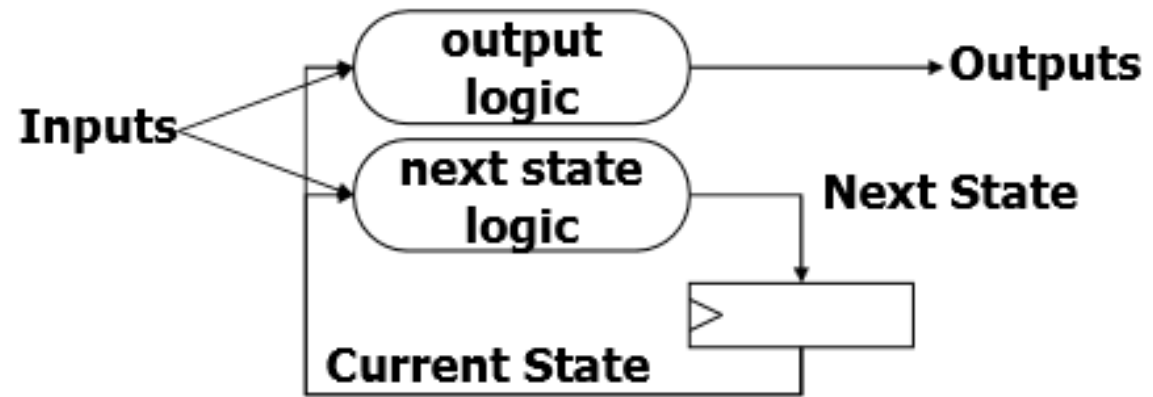 output
logic
Outputs
Inputs
next state
logic
Next State
Current State